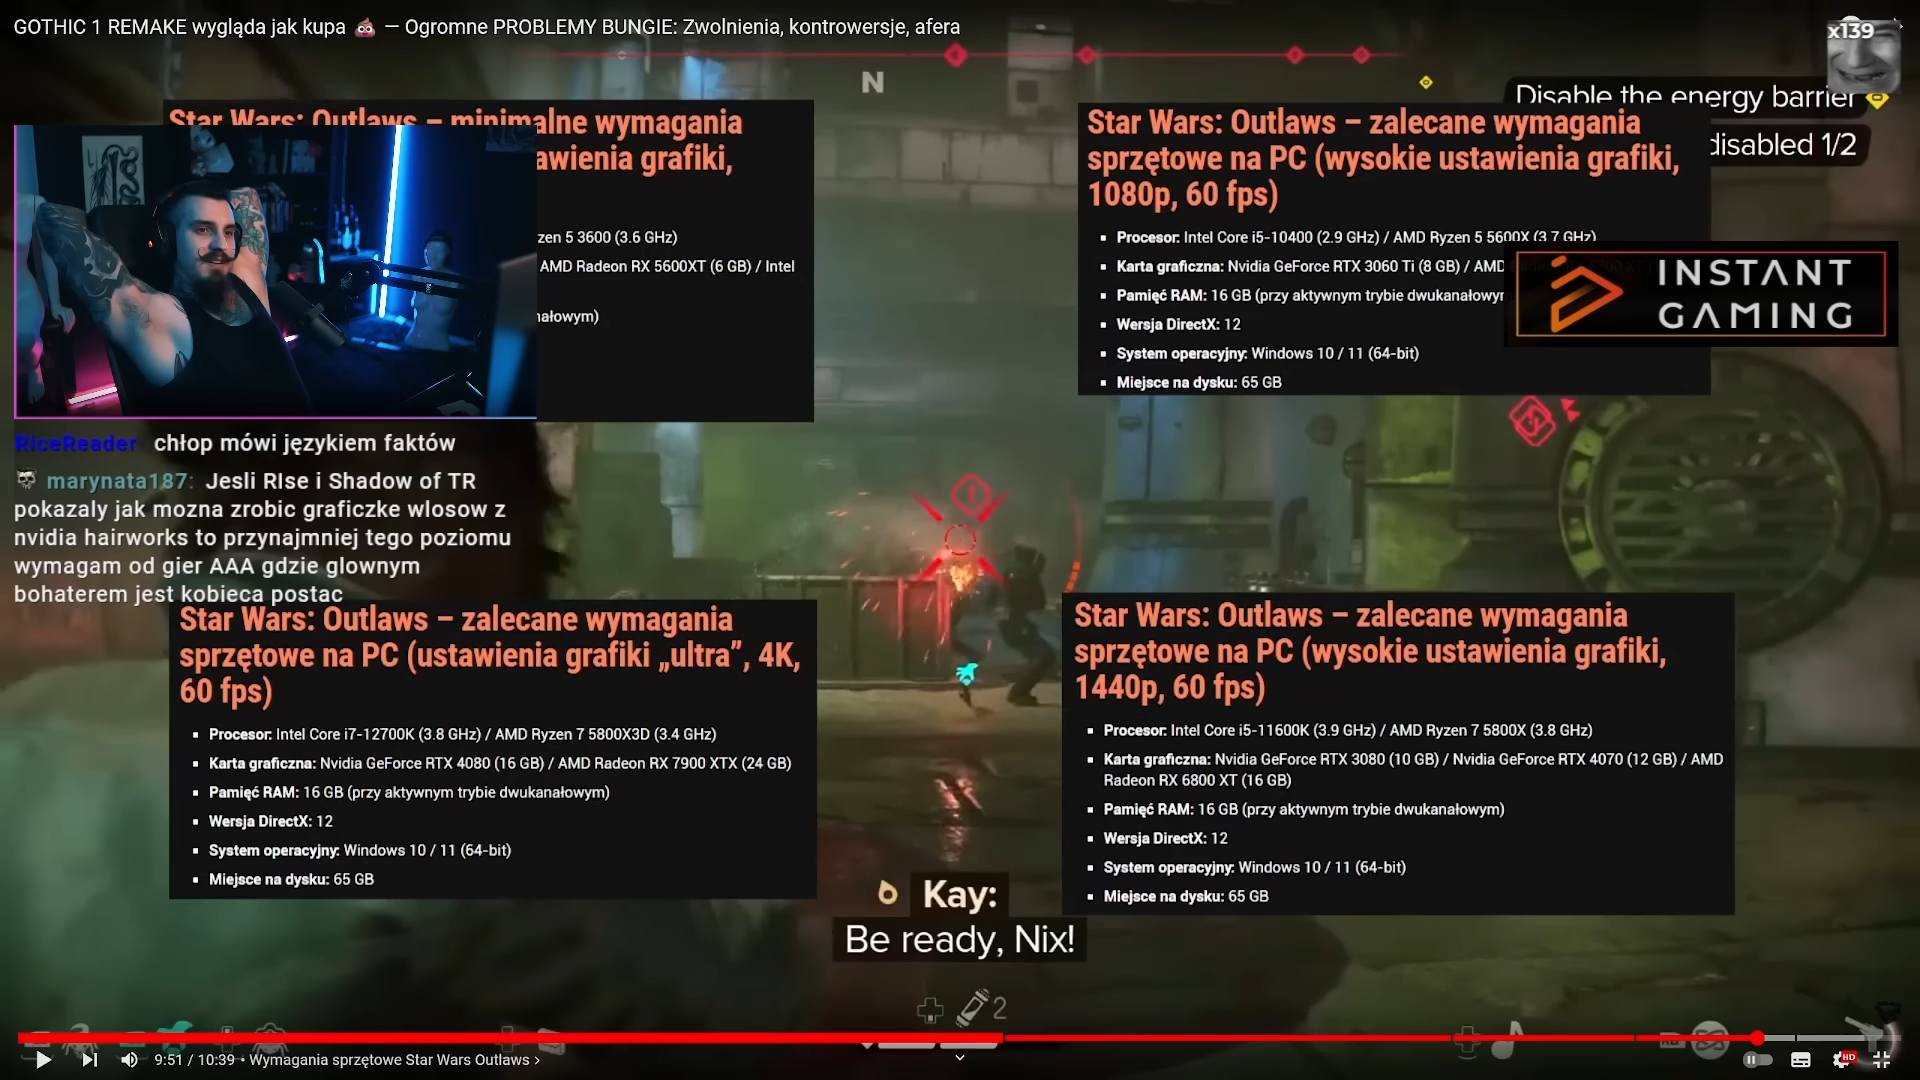 GOTHIC 1 REMAKE wygląda jak kupa 💩 — Ogromne PROBLEMY BUNGIE: Zwolnienia, kontrowersje, afera
x139
N
Disable the energy barrier
disabled 1/2
Star Wars: Outlaws – minimalne wymagania
awienia grafiki,
zen 5 3600 (3.6 GHz)
AMD Radeon RX 5600XT (6 GB) / Intel
nałowym)
Star Wars: Outlaws – zalecane wymagania
sprzętowe na PC (wysokie ustawienia grafiki,
1080p, 60 fps)
Procesor: Intel Core i5-10400 (2.9 GHz) / AMD Ryzen 5 5600X (3.7 GHz)
Karta graficzna: Nvidia GeForce RTX 3060 Ti (8 GB) / AMD
Pamięć RAM: 16 GB (przy aktywnym trybie dwukanałowym
Wersja DirectX: 12
System operacyjny: Windows 10 / 11 (64-bit)
Miejsce na dysku: 65 GB
INSTANT
GAMING
RiceReader chłop mówi językiem faktów
marynata187: Jesli RIse i Shadow of TR
pokazaly jak mozna zrobic graficzke wlosow z
nvidia hairworks to przynajmniej tego poziomu
wymagam od gier AAA gdzie glownym
bohaterem jest kobieca postac
Star Wars: Outlaws – zalecane wymagania
sprzętowe na PC (ustawienia grafiki „ultra”, 4K,
60 fps)
Procesor: Intel Core i7-12700K (3.8 GHz) / AMD Ryzen 7 5800X3D (3.4 GHz)
Karta graficzna: Nvidia GeForce RTX 4080 (16 GB) / AMD Radeon RX 7900 XTX (24 GB)
Pamięć RAM: 16 GB (przy aktywnym trybie dwukanałowym)
Wersja DirectX: 12
System operacyjny: Windows 10 / 11 (64-bit)
Miejsce na dysku: 65 GB
Star Wars: Outlaws – zalecane wymagania
sprzętowe na PC (wysokie ustawienia grafiki,
1440p, 60 fps)
Procesor: Intel Core i5-11600K (3.9 GHz) / AMD Ryzen 7 5800X (3.8 GHz)
Karta graficzna: Nvidia GeForce RTX 3080 (10 GB) / Nvidia GeForce RTX 4070 (12 GB) / AMD
Radeon RX 6800 XT (16 GB)
Pamięć RAM: 16 GB (przy aktywnym trybie dwukanałowym)
Wersja DirectX: 12
System operacyjny: Windows 10 / 11 (64-bit)
Miejsce na dysku: 65 GB
Kay:
Be ready, Nix!
2
9:51 / 10:39 • Wymagania sprzętowe Star Wars Outlaws ›
HD